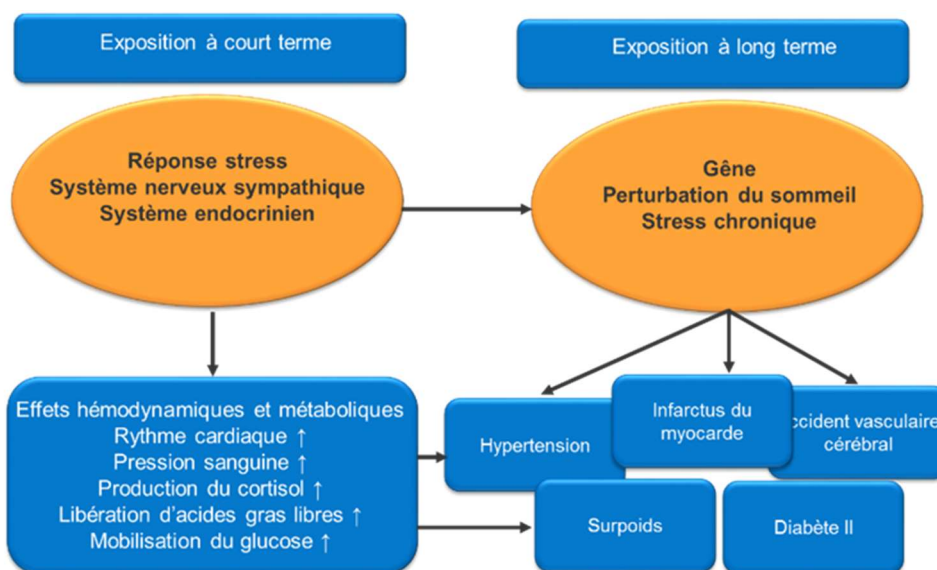 Exposition à court terme
Exposition à long terme
Réponse stress
Système nerveux sympathique
Système endocrinien
Gêne
Perturbation du sommeil
Stress chronique
Effets hémodynamiques et métaboliques
Rythme cardiaque ↑
Pression sanguine ↑
Production du cortisol ↑
Libération d'acides gras libres ↑
Mobilisation du glucose ↑
Hypertension
Infarctus du
myocarde
ccident vasculaire
cérébral
Surpoids
Diabète II